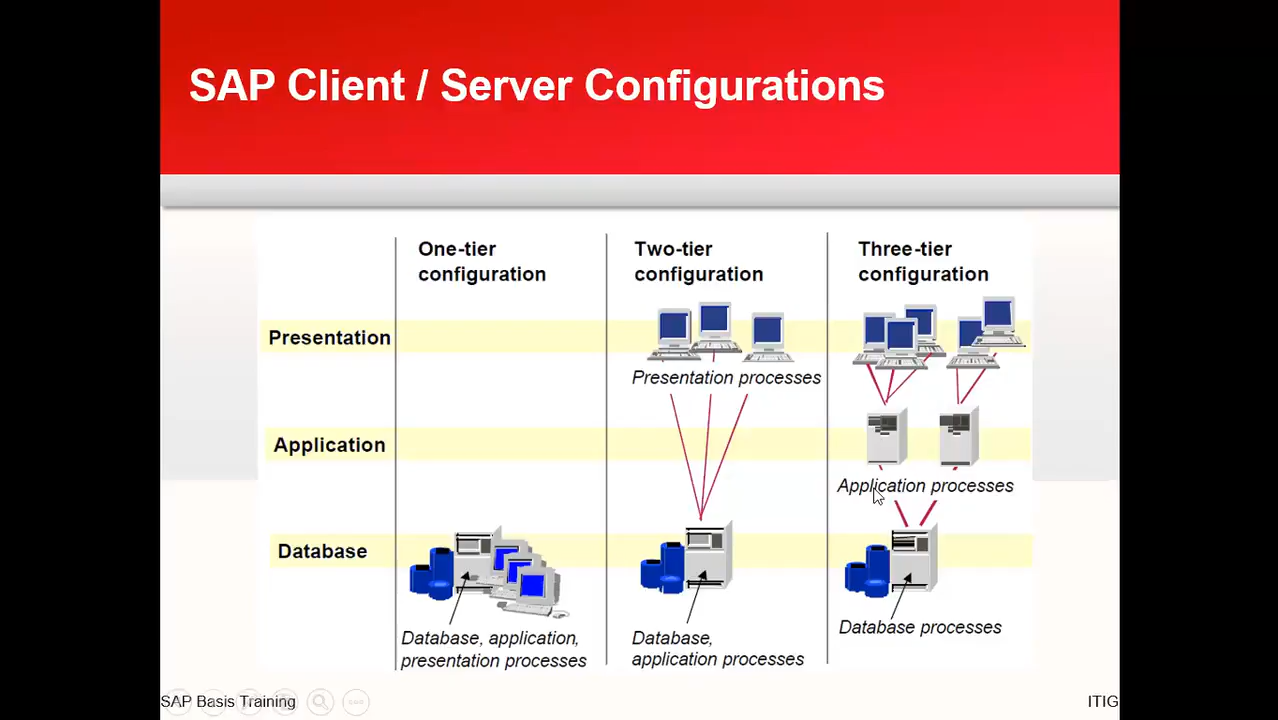 SAP Client / Server Configurations
One-tier
configuration
Two-tier
configuration
Three-tier
configuration
Presentation
Presentation processes
Application
Application processes
Database
Database, application,
presentation processes
Database,
application processes
Database processes
SAP Basis Training
ITIG